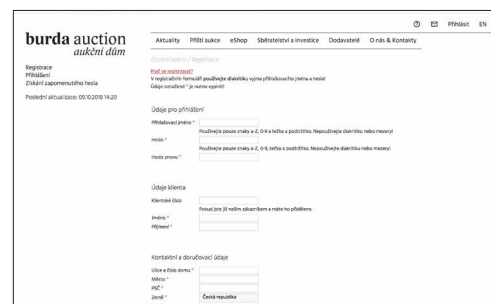 Přihlásit EN
burda auction
aukční dům
Aktuality Příští aukce eShop Sběratelství a investice Dodavatelé O nás & Kontakty
Osobní sekce / Registrace
Registrace
Přihlášení
Získání zapomenutého hesla
Poslední aktualizace: 09.10.2018 14:20
Proč se registrovat?
V registračním formuláři používejte diakritiku vyjma přihlašovacího jména a hesla!
Údaje označené * je nutno vyplnit!
Údaje pro přihlášení
Přihlašovací jméno *
Používejte pouze znaky a-Z, 0-9 a tečka a podtržítko. Nepoužívejte diakritiku nebo mezery!
Heslo *
Používejte pouze znaky a-Z, 0-9, tečka a podtržítko. Nepoužívejte diakritiku nebo mezery!
Heslo znovu *
Údaje klienta
Klientské číslo
Pokud jste již naším zákazníkem a máte ho přiděleno.
Jméno *
Příjmení *
Kontaktní a doručovací údaje
Ulice a číslo domu *
Město *
PSČ *
Země * Česká republika